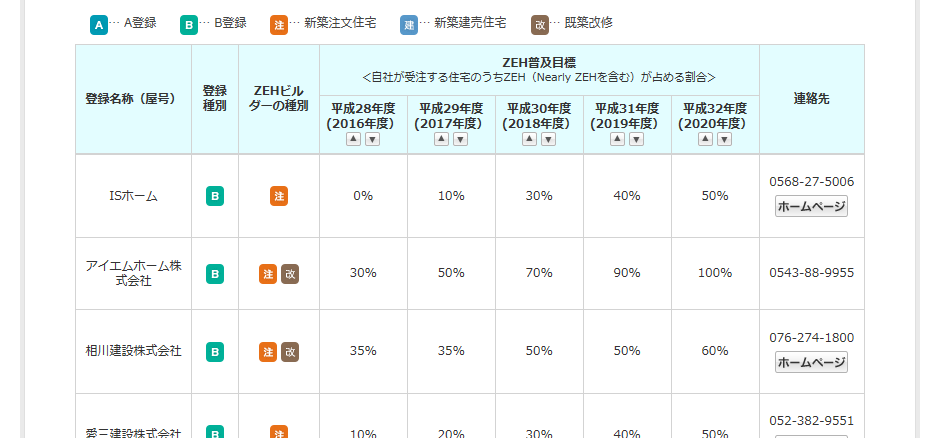 A … A登録 B … B登録 注 … 新築注文住宅 建 … 新築建売住宅 改 … 既築改修
登録名称（屋号）
登録
種別
ZEHビル
ダーの種別
ZEH普及目標
＜自社が受注する住宅のうちZEH（Nearly ZEHを含む）が占める割合＞
平成28年度
(2016年度）
▲ ▼
平成29年度
(2017年度）
▲ ▼
平成30年度
(2018年度）
▲ ▼
平成31年度
(2019年度）
▲ ▼
平成32年度
(2020年度）
▲ ▼
連絡先
ISホーム
B
注
0%
10%
30%
40%
50%
0568-27-5006
ホームページ
アイエムホーム株
式会社
B
注 改
30%
50%
70%
90%
100%
0543-88-9955
相川建設株式会社
B
注 改
35%
35%
50%
50%
60%
076-274-1800
ホームページ
愛三建設株式会社
B
注
10%
20%
30%
40%
50%
052-382-9551